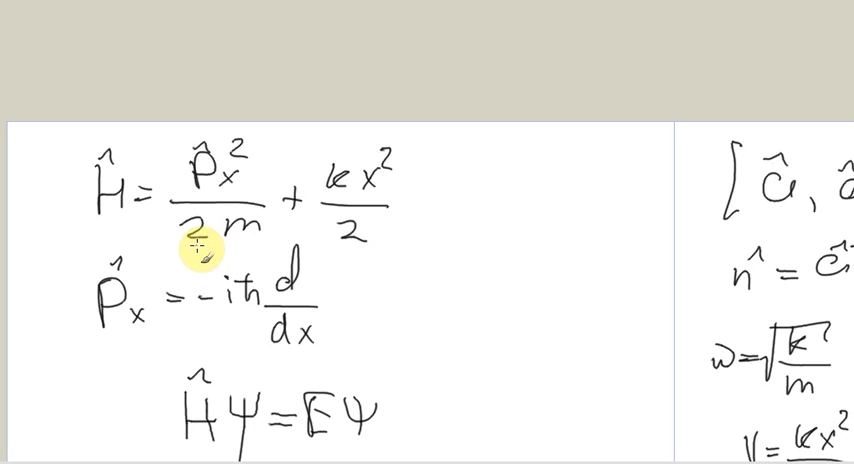 Ĥ = P̂ₓ² / 2m + kx² / 2
P̂ₓ = -iħ d/dx
ĤΨ = EΨ
[â, â
n̂ = â
ω = √(k/m)
V = kx²